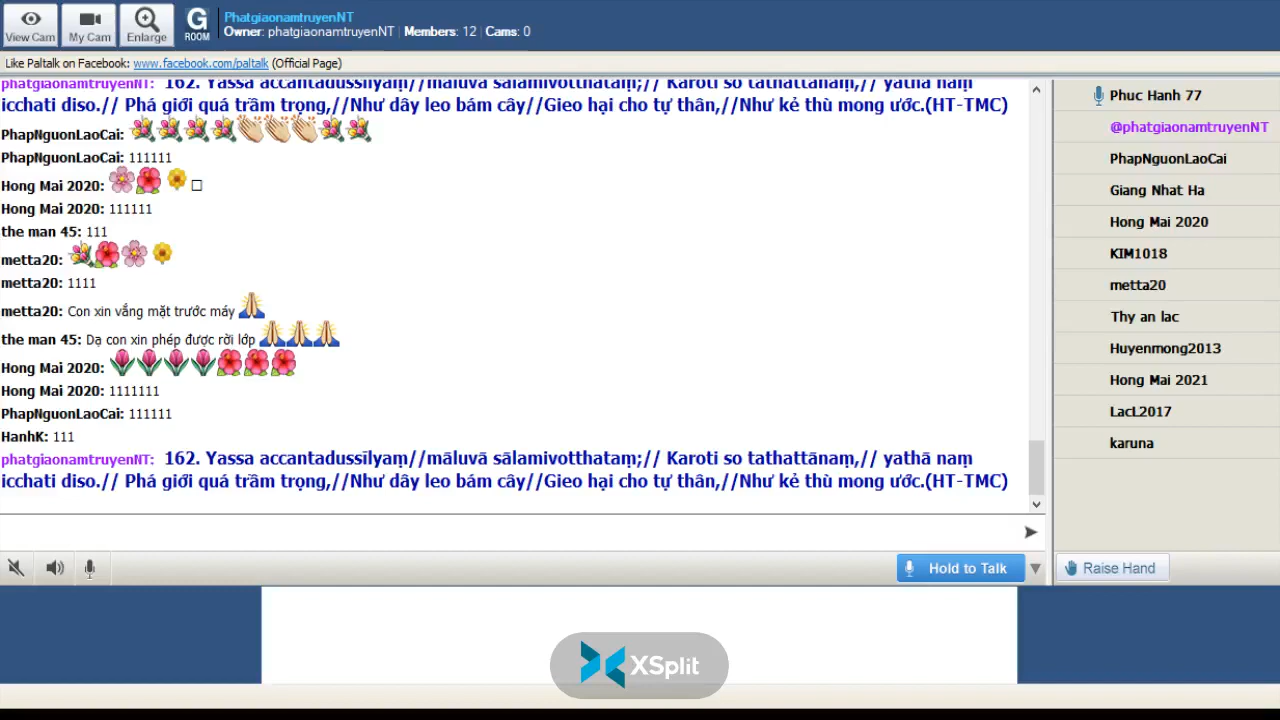 View Cam
My Cam
Enlarge
G
ROOM
PhatgiaonamtruyenNT
Owner: phatgiaonamtruyenNT | Members: 12 | Cams: 0
Like Paltalk on Facebook: www.facebook.com/paltalk (Official Page)
phatgiaonamtruyenNT: 162. Yassa accantadussīlyaṃ//māluvā sālamivotthataṃ;// Karoti so tathattānaṃ,// yathā naṃ
icchati diso.// Phá giới quá trầm trọng,//Như dây leo bám cây//Gieo hại cho tự thân,//Như kẻ thù mong ước.(HT-TMC)
PhapNguonLaoCai:
PhapNguonLaoCai: 111111
Hong Mai 2020:
Hong Mai 2020: 111111
the man 45: 111
metta20:
metta20: 1111
metta20: Con xin vắng mặt trước máy
the man 45: Dạ con xin phép được rời lớp
Hong Mai 2020:
Hong Mai 2020: 1111111
PhapNguonLaoCai: 111111
HanhK: 111
phatgiaonamtruyenNT: 162. Yassa accantadussīlyaṃ//māluvā sālamivotthataṃ;// Karoti so tathattānaṃ,// yathā naṃ
icchati diso.// Phá giới quá trầm trọng,//Như dây leo bám cây//Gieo hại cho tự thân,//Như kẻ thù mong ước.(HT-TMC)
Hold to Talk
Phuc Hanh 77
@phatgiaonamtruyenNT
PhapNguonLaoCai
Giang Nhat Ha
Hong Mai 2020
KIM1018
metta20
Thy an lac
Huyenmong2013
Hong Mai 2021
LacL2017
karuna
Raise Hand
XSplit